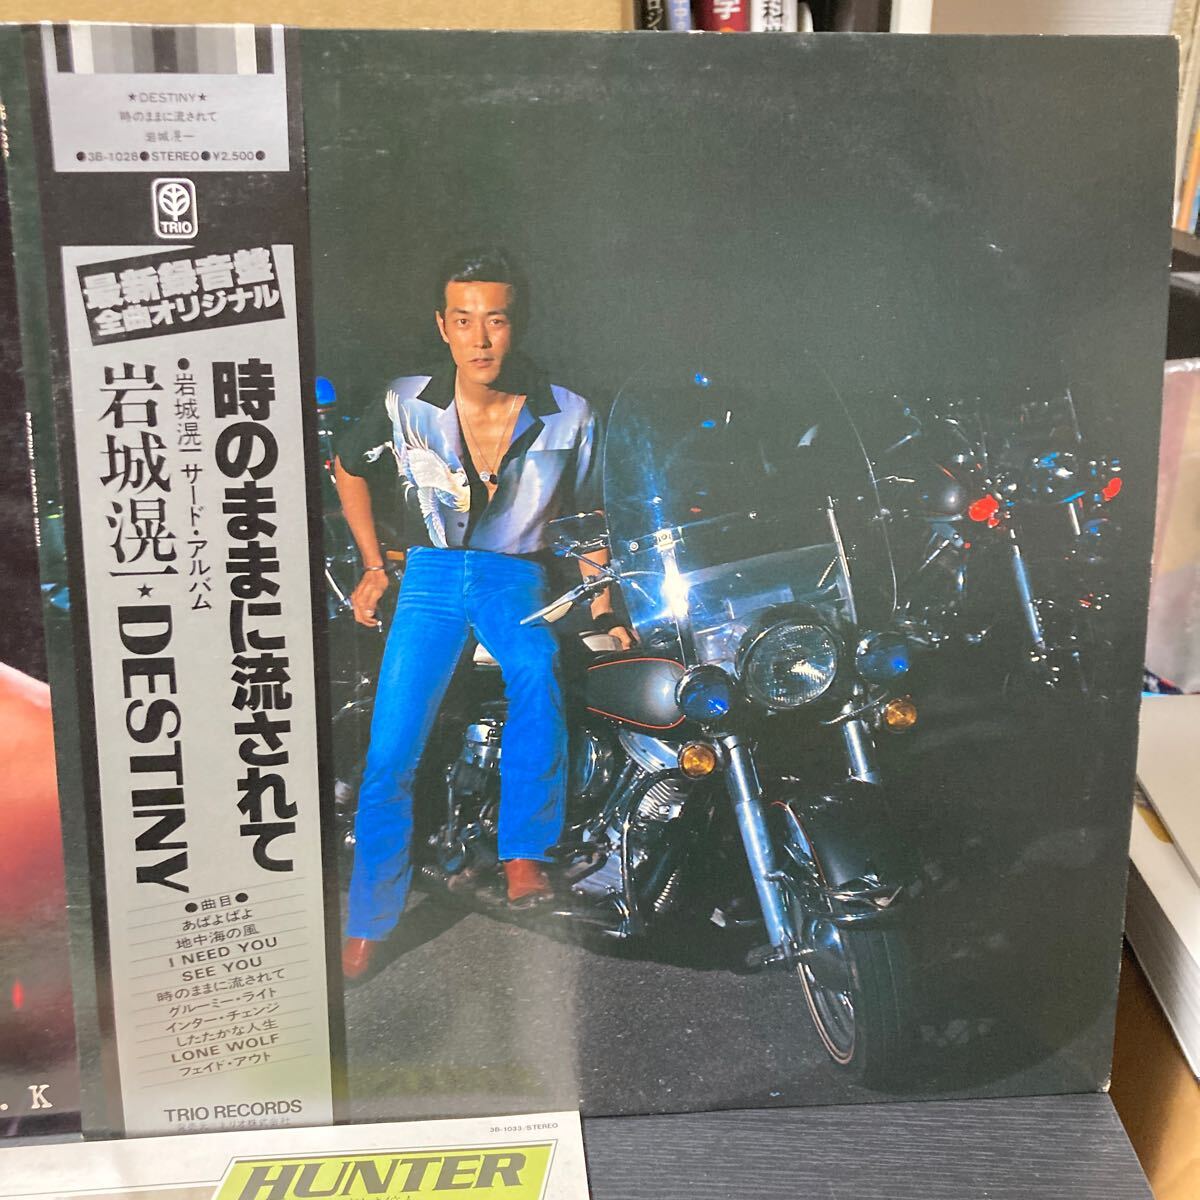 ★DESTINY★
時のままに流されて
岩城滉一
●3B-1028●STEREO●¥2,500●
TRIO
最新録音盤
全曲オリジナル
時のままに流されて
●岩城滉一サード・アルバム
岩城滉一★DESTINY
●曲目●
あばよばよ
地中海の風
I NEED YOU
SEE YOU
時のままに流されて
グルーミー・ライト
インター・チェンジ
したたかな人生
LONE WOLF
フェイド・アウト
TRIO RECORDS
3B-1033/STEREO
HUNTER
. K